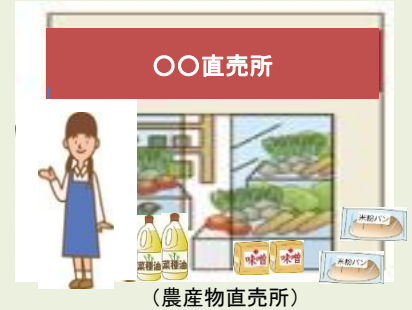 〇〇直売所
米粉パン
菜種油
菜種油
味噌
味噌
米粉パン
（農産物直売所）